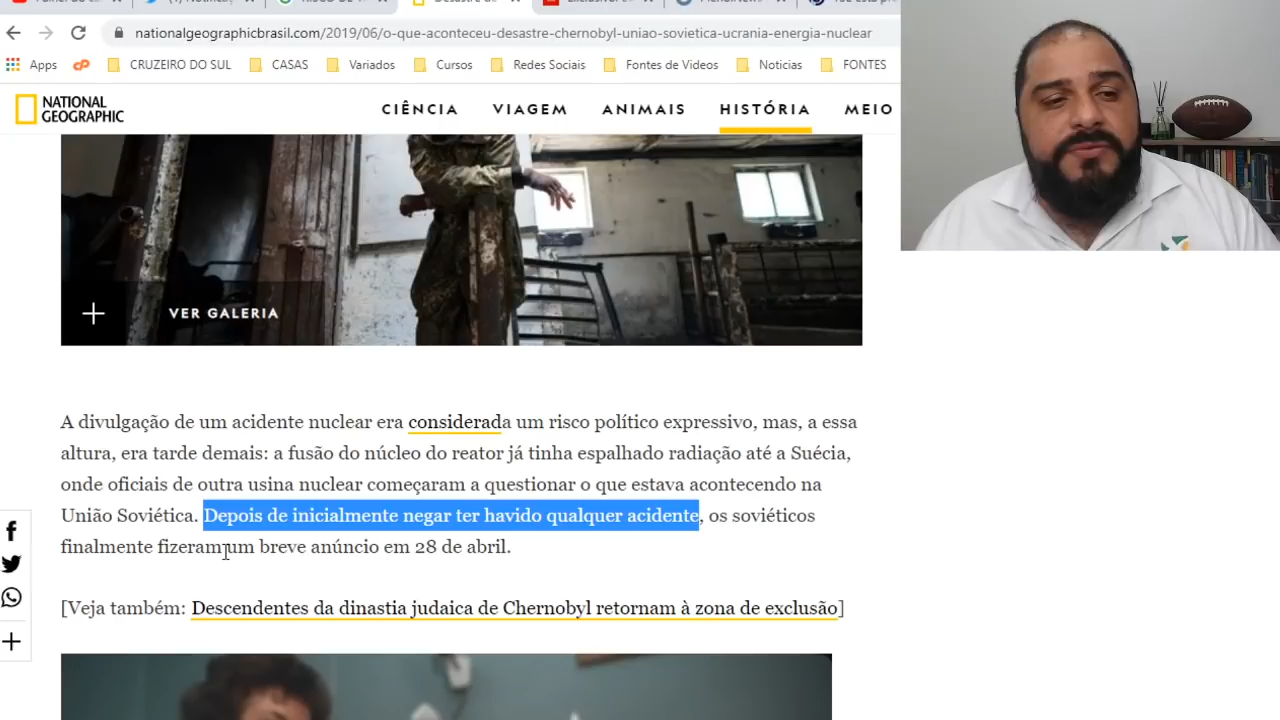 nationalgeographicbrasil.com/2019/06/o-que-aconteceu-desastre-chernobyl-uniao-sovietica-ucrania-energia-nuclear
Apps CRUZEIRO DO SUL CASAS Variados Cursos Redes Sociais Fontes de Videos Noticias FONTES
NATIONAL
GEOGRAPHIC
CIÊNCIA VIAGEM ANIMAIS HISTÓRIA MEIO
VER GALERIA
A divulgação de um acidente nuclear era considerada um risco político expressivo, mas, a essa
altura, era tarde demais: a fusão do núcleo do reator já tinha espalhado radiação até a Suécia,
onde oficiais de outra usina nuclear começaram a questionar o que estava acontecendo na
União Soviética. Depois de inicialmente negar ter havido qualquer acidente, os soviéticos
finalmente fizeram um breve anúncio em 28 de abril.
[Veja também: Descendentes da dinastia judaica de Chernobyl retornam à zona de exclusão]